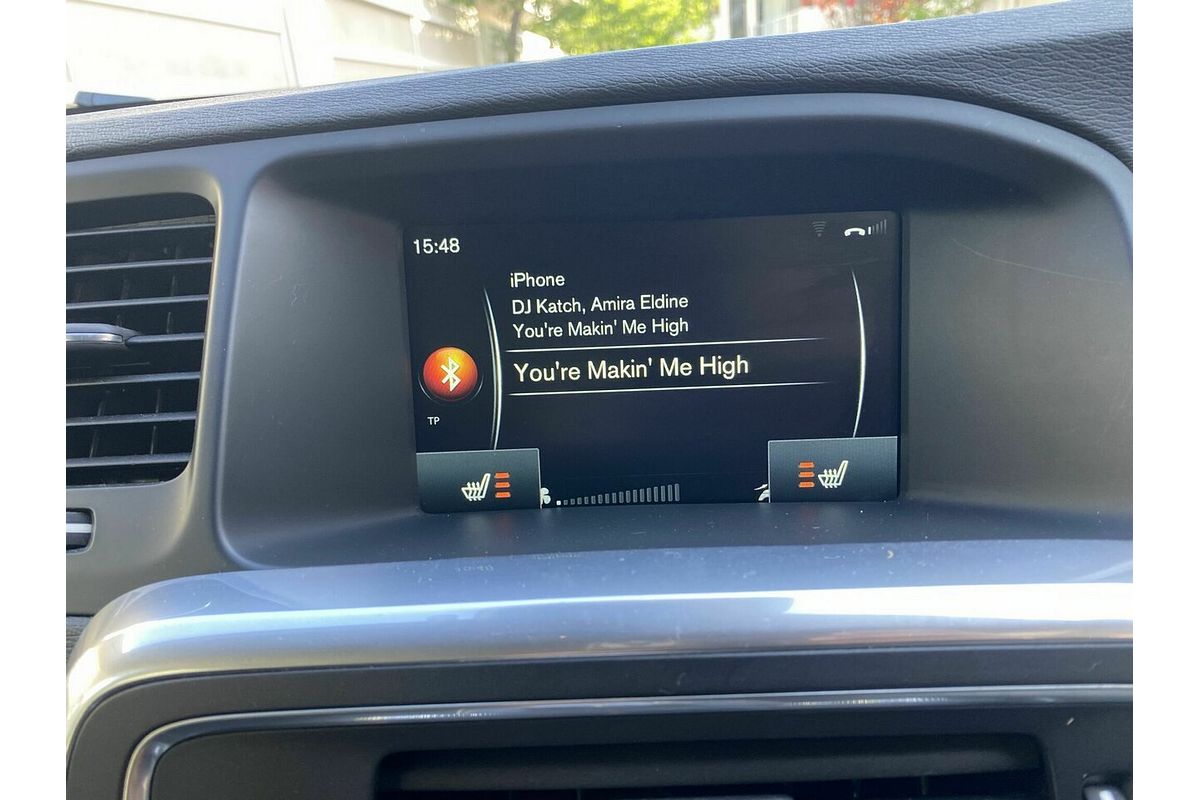 15:48
iPhone
DJ Katch, Amira Eldine
You're Makin' Me High
You're Makin' Me High
TP